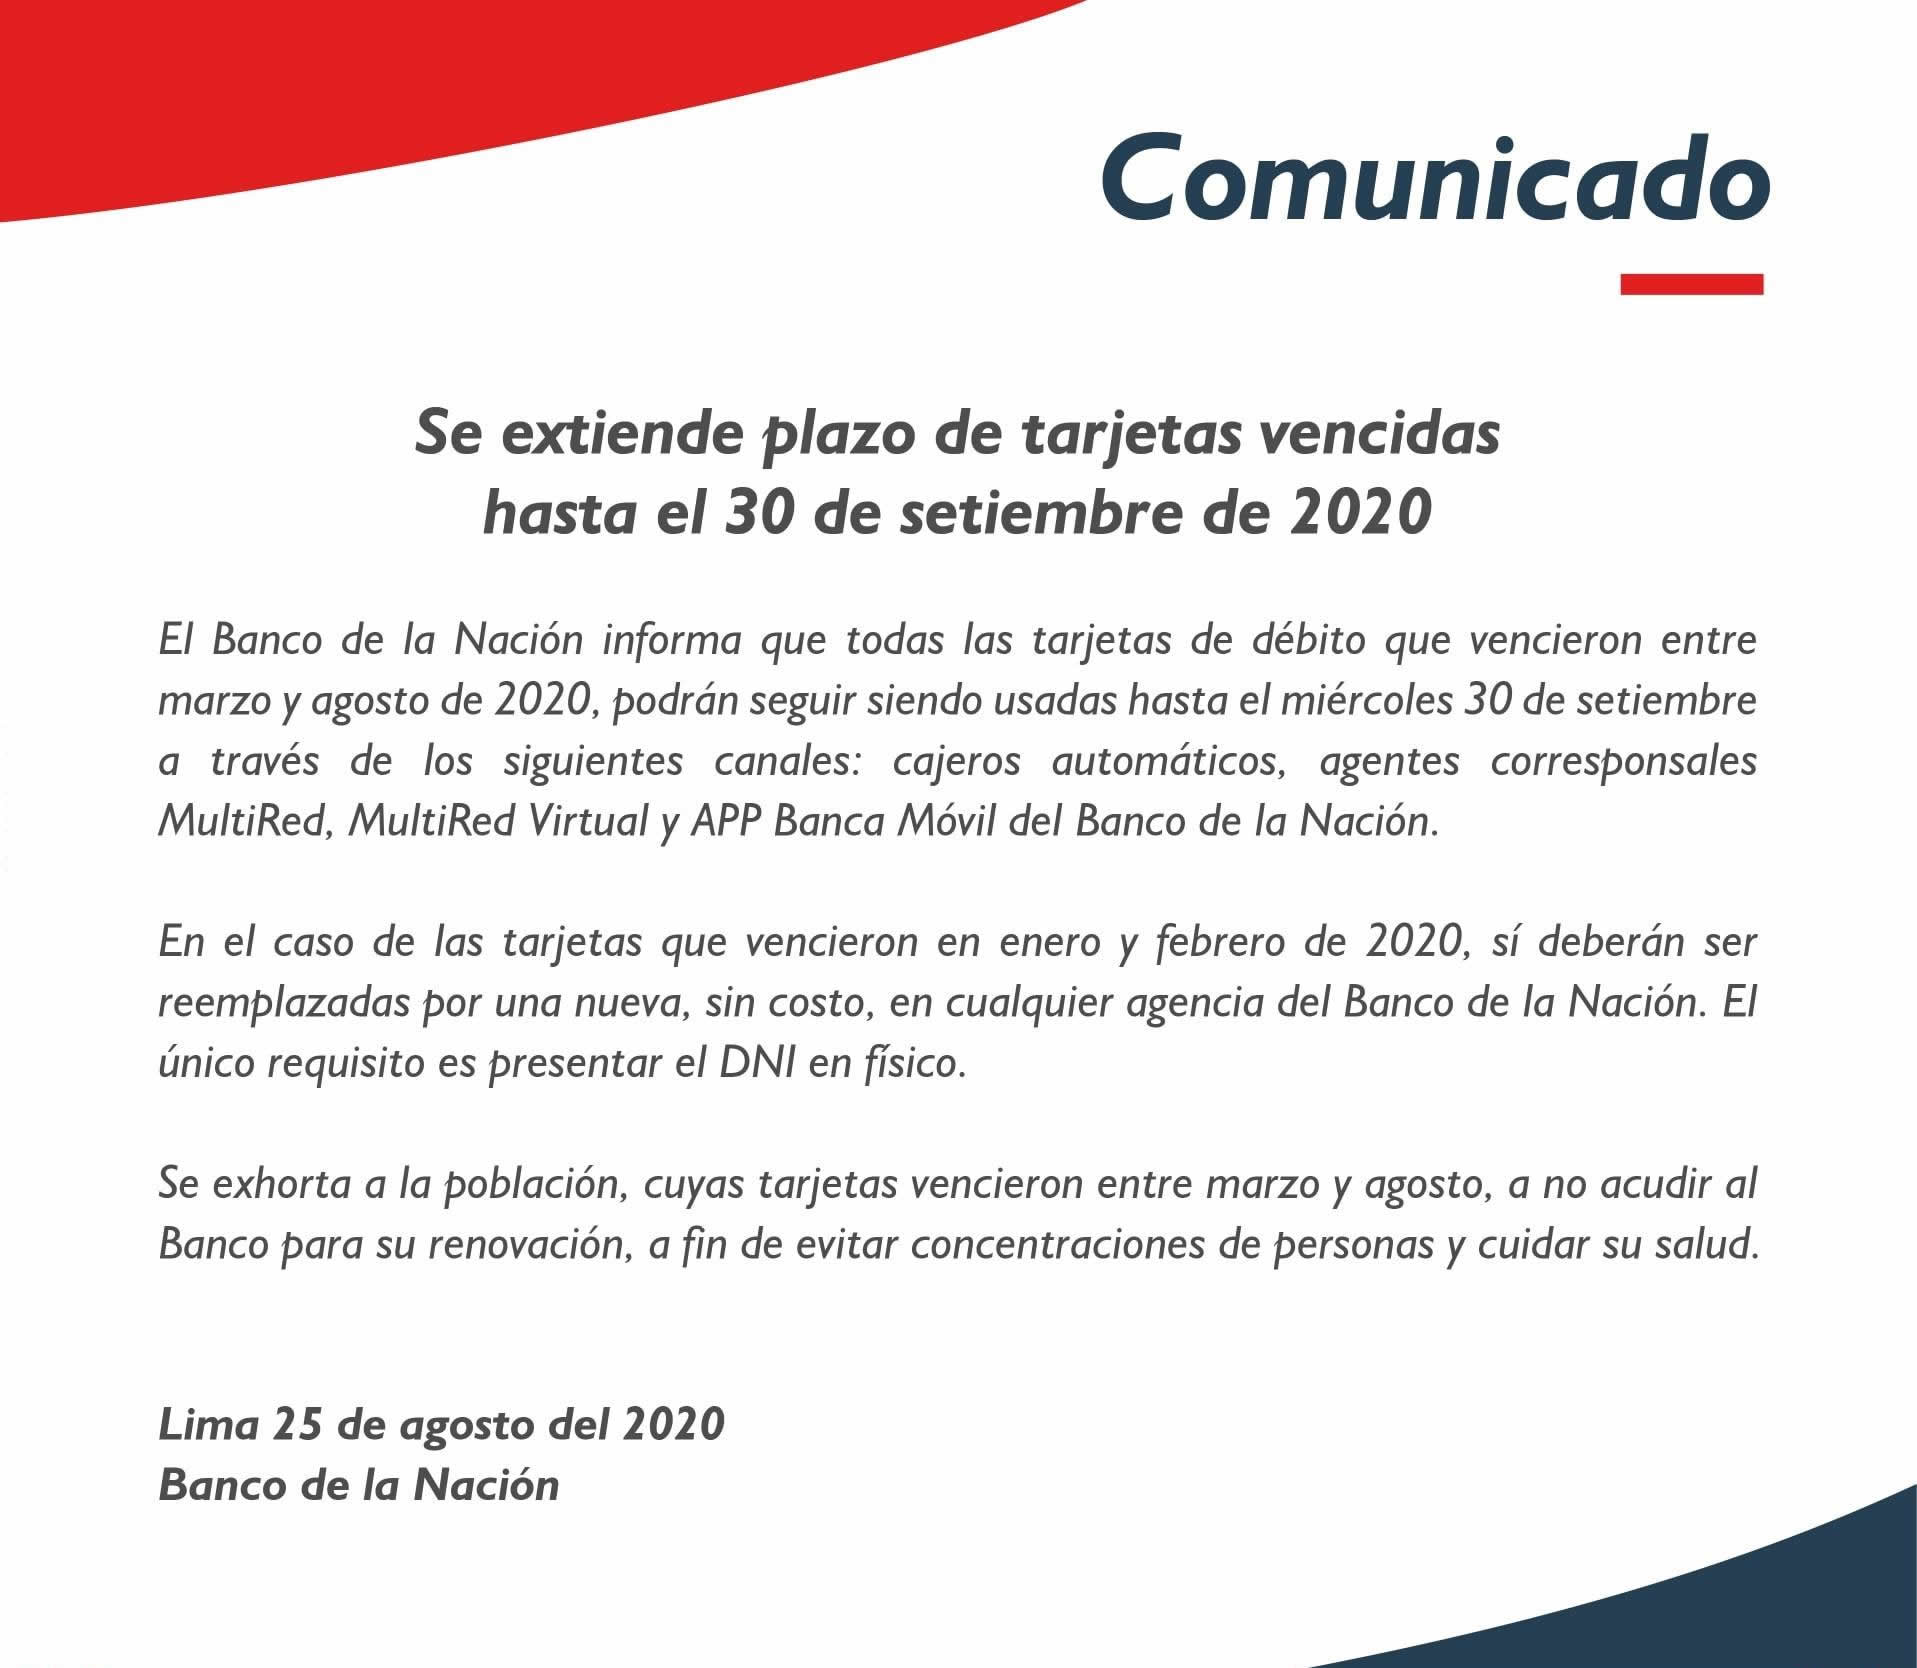 Comunicado
Se extiende plazo de tarjetas vencidas
hasta el 30 de setiembre de 2020
El Banco de la Nación informa que todas las tarjetas de débito que vencieron entre
marzo y agosto de 2020, podrán seguir siendo usadas hasta el miércoles 30 de setiembre
a través de los siguientes canales: cajeros automáticos, agentes corresponsales
MultiRed, MultiRed Virtual y APP Banca Móvil del Banco de la Nación.
En el caso de las tarjetas que vencieron en enero y febrero de 2020, sí deberán ser
reemplazadas por una nueva, sin costo, en cualquier agencia del Banco de la Nación. El
único requisito es presentar el DNI en físico.
Se exhorta a la población, cuyas tarjetas vencieron entre marzo y agosto, a no acudir al
Banco para su renovación, a fin de evitar concentraciones de personas y cuidar su salud.
Lima 25 de agosto del 2020
Banco de la Nación